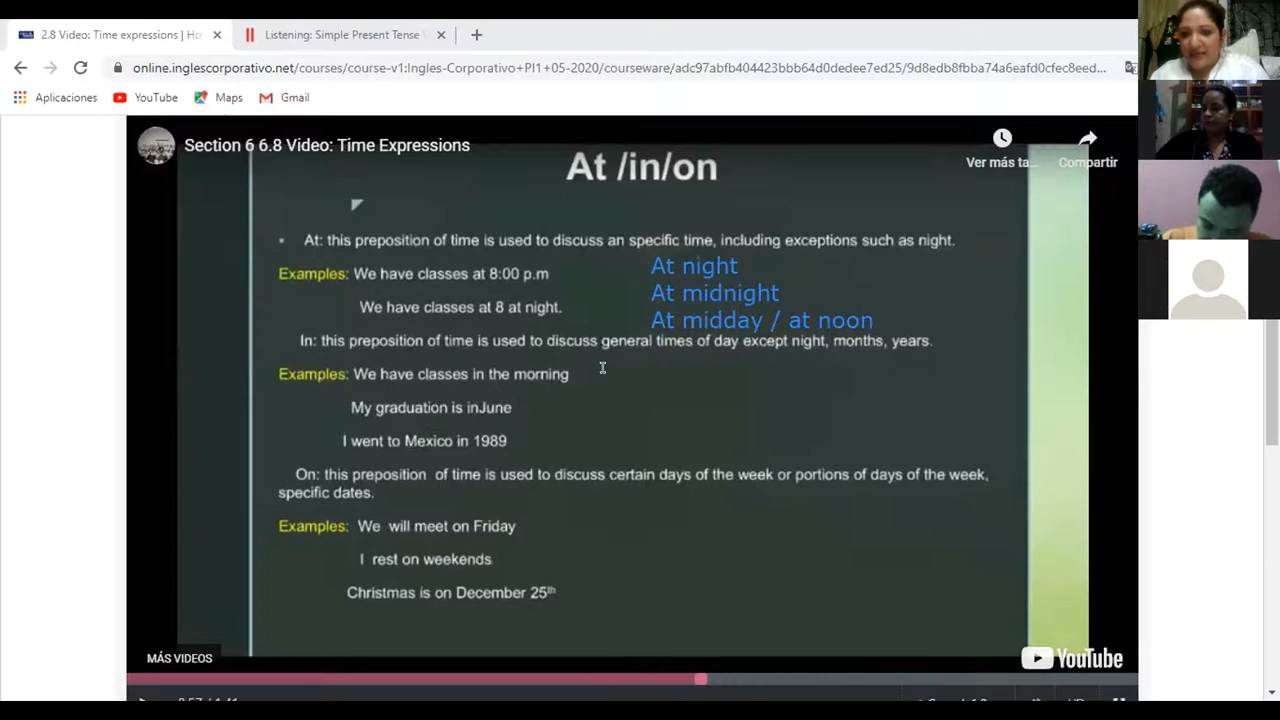 2.8 Video: Time expressions | Ho
Listening: Simple Present Tense
online.inglescorporativo.net/courses/course-v1:Ingles-Corporativo+PI1+05-2020/courseware/adc97abfb404423bbb64d0dedee7ed25/9d8edb8fbba74a6eafd0cfec8eed...
Aplicaciones
YouTube
Maps
Gmail
Section 6 6.8 Video: Time Expressions
Ver más ta...
Compartir
At /in/on
At: this preposition of time is used to discuss an specific time, including exceptions such as night.
Examples: We have classes at 8:00 p.m
At night
We have classes at 8 at night.
At midnight
At midday / at noon
In: this preposition of time is used to discuss general times of day except night, months, years.
Examples: We have classes in the morning
My graduation is inJune
I went to Mexico in 1989
On: this preposition of time is used to discuss certain days of the week or portions of days of the week,
specific dates.
Examples: We will meet on Friday
I rest on weekends
Christmas is on December 25th
MÁS VIDEOS
YouTube